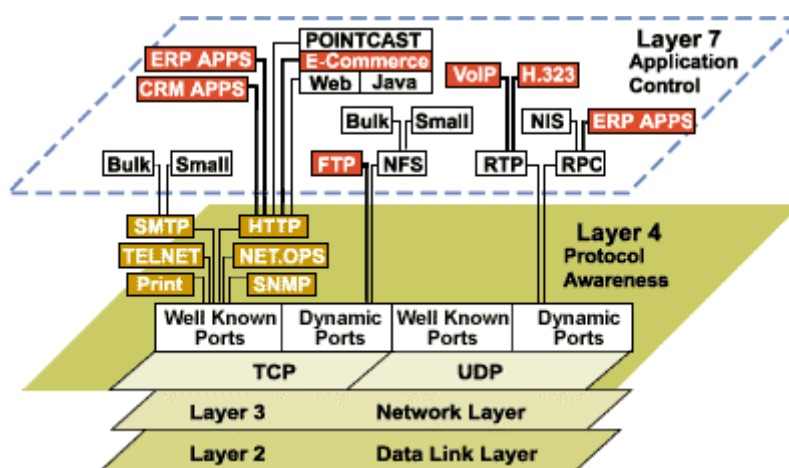 POINTCAST
E-Commerce
Web Java
ERP APPS
CRM APPS
VoIP H.323
Layer 7
Application
Control
Bulk Small
NIS ERP APPS
Bulk Small
FTP NFS
RTP RPC
SMTP HTTP
TELNET NET.OPS
Print SNMP
Layer 4
Protocol
Awareness
Well Known
Ports
Dynamic
Ports
Well Known
Ports
Dynamic
Ports
TCP UDP
Layer 3 Network Layer
Layer 2 Data Link Layer